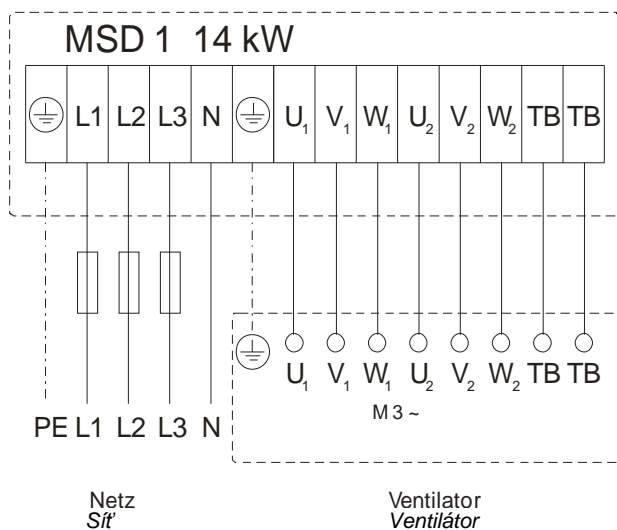 MSD 1 14 kW
L1 L2 L3 N U₁ V₁ W₁ U₂ V₂ W₂ TB TB
U₁ V₁ W₁ U₂ V₂ W₂ TB TB
M 3 ~
PE L1 L2 L3 N
Netz Ventilator
Síť Ventilátor